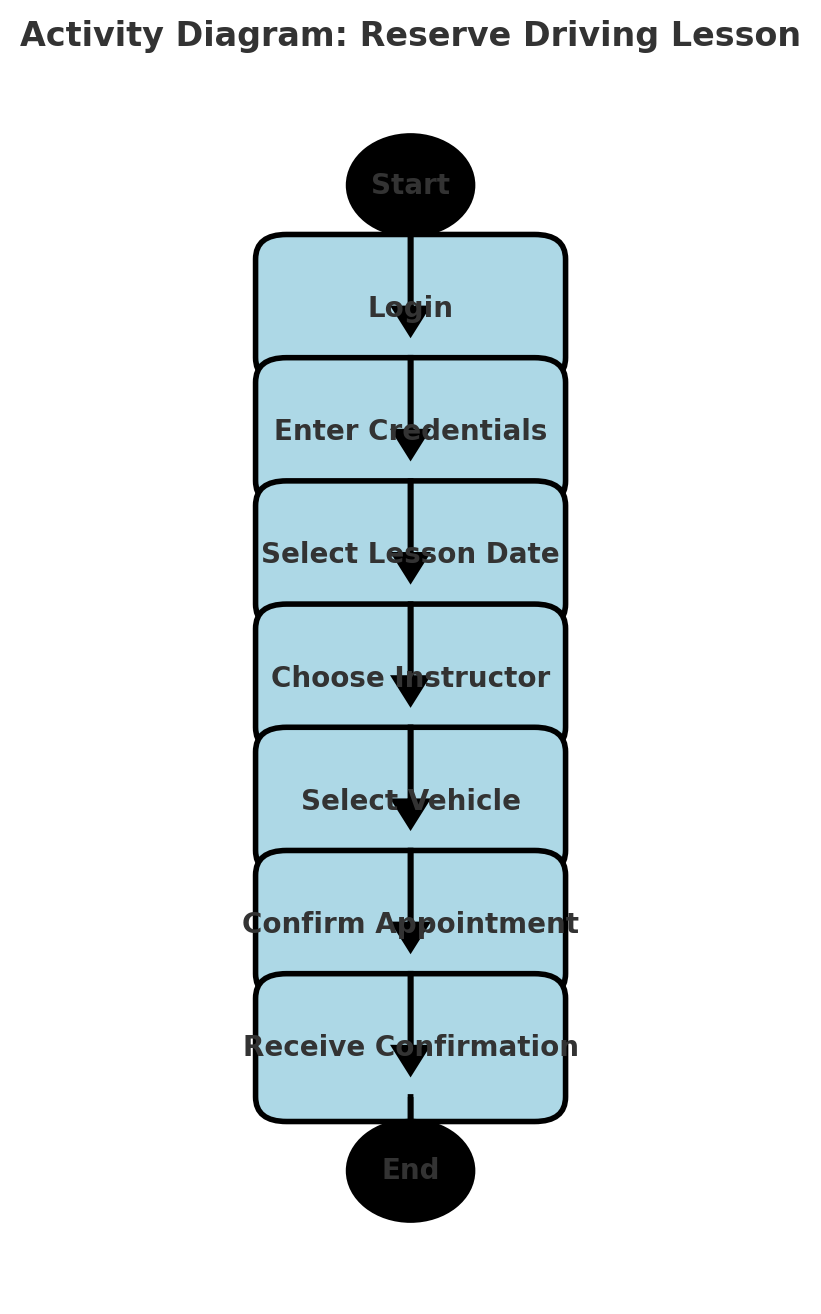 Activity Diagram: Reserve Driving Lesson
Start
Login
Enter Credentials
Select Lesson Date
Choose Instructor
Select Vehicle
Confirm Appointment
Receive Confirmation
End